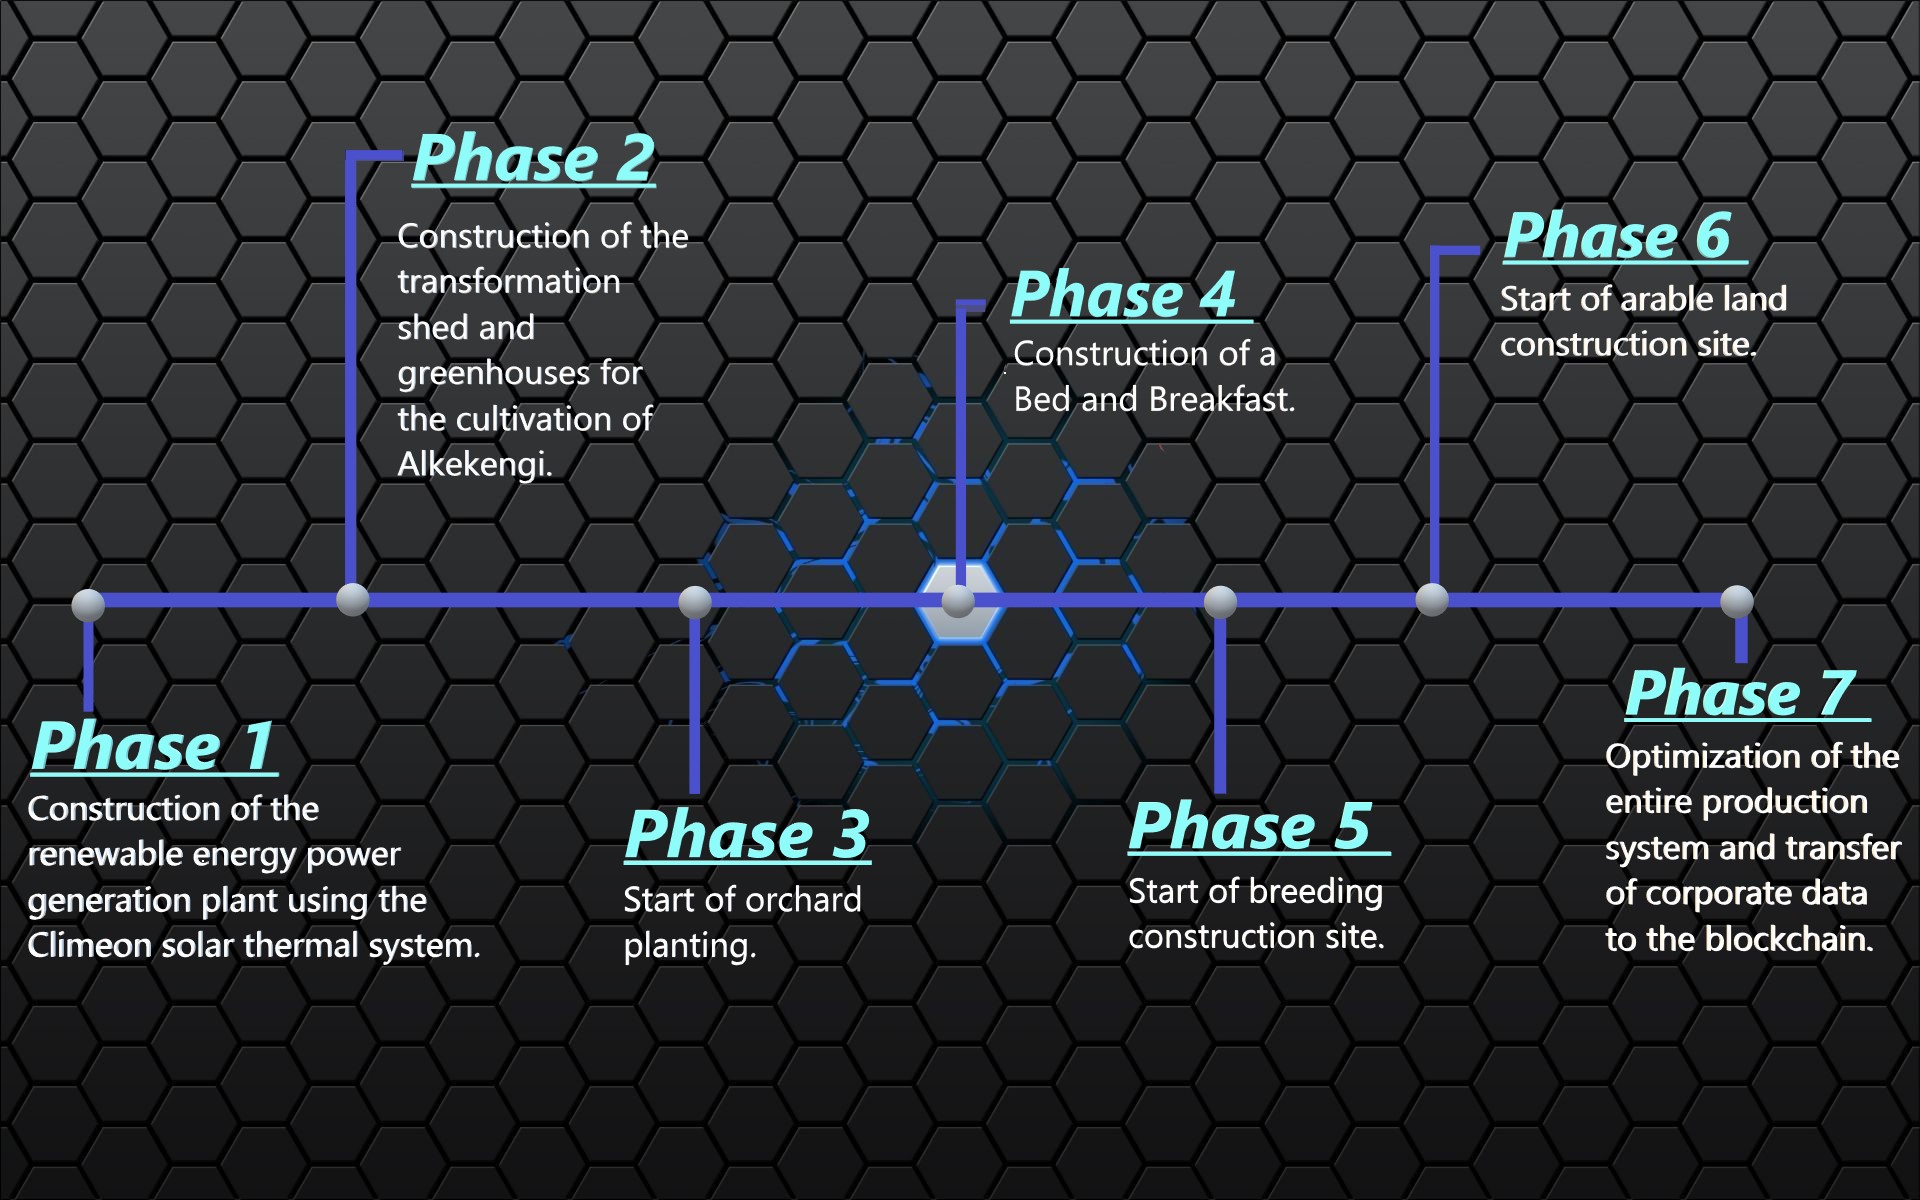 Phase 1
Construction of the
renewable energy power
generation plant using the
Climeon solar thermal system.
Phase 2
Construction of the
transformation
shed and
greenhouses for
the cultivation of
Alkekengi.
Phase 3
Start of orchard
planting.
Phase 4
Construction of a
Bed and Breakfast.
Phase 5
Start of breeding
construction site.
Phase 6
Start of arable land
construction site.
Phase 7
Optimization of the
entire production
system and transfer
of corporate data
to the blockchain.